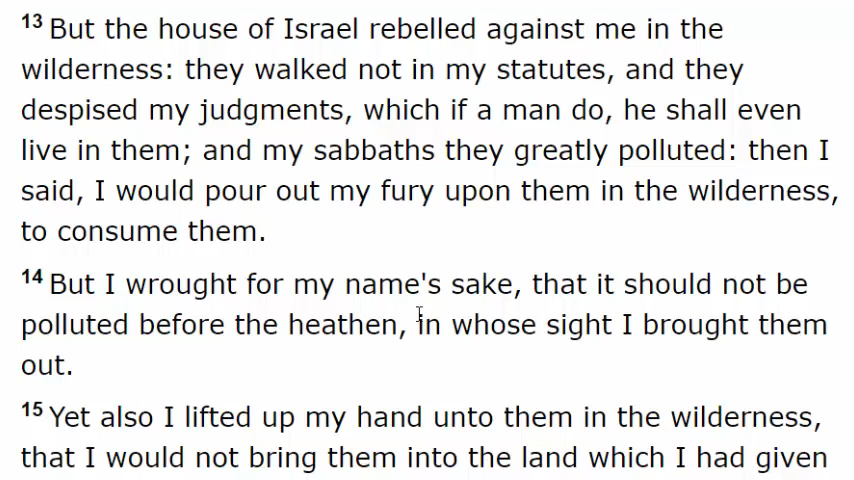 13 But the house of Israel rebelled against me in the
wilderness: they walked not in my statutes, and they
despised my judgments, which if a man do, he shall even
live in them; and my sabbaths they greatly polluted: then I
said, I would pour out my fury upon them in the wilderness,
to consume them.
14 But I wrought for my name's sake, that it should not be
polluted before the heathen, in whose sight I brought them
out.
15 Yet also I lifted up my hand unto them in the wilderness,
that I would not bring them into the land which I had given